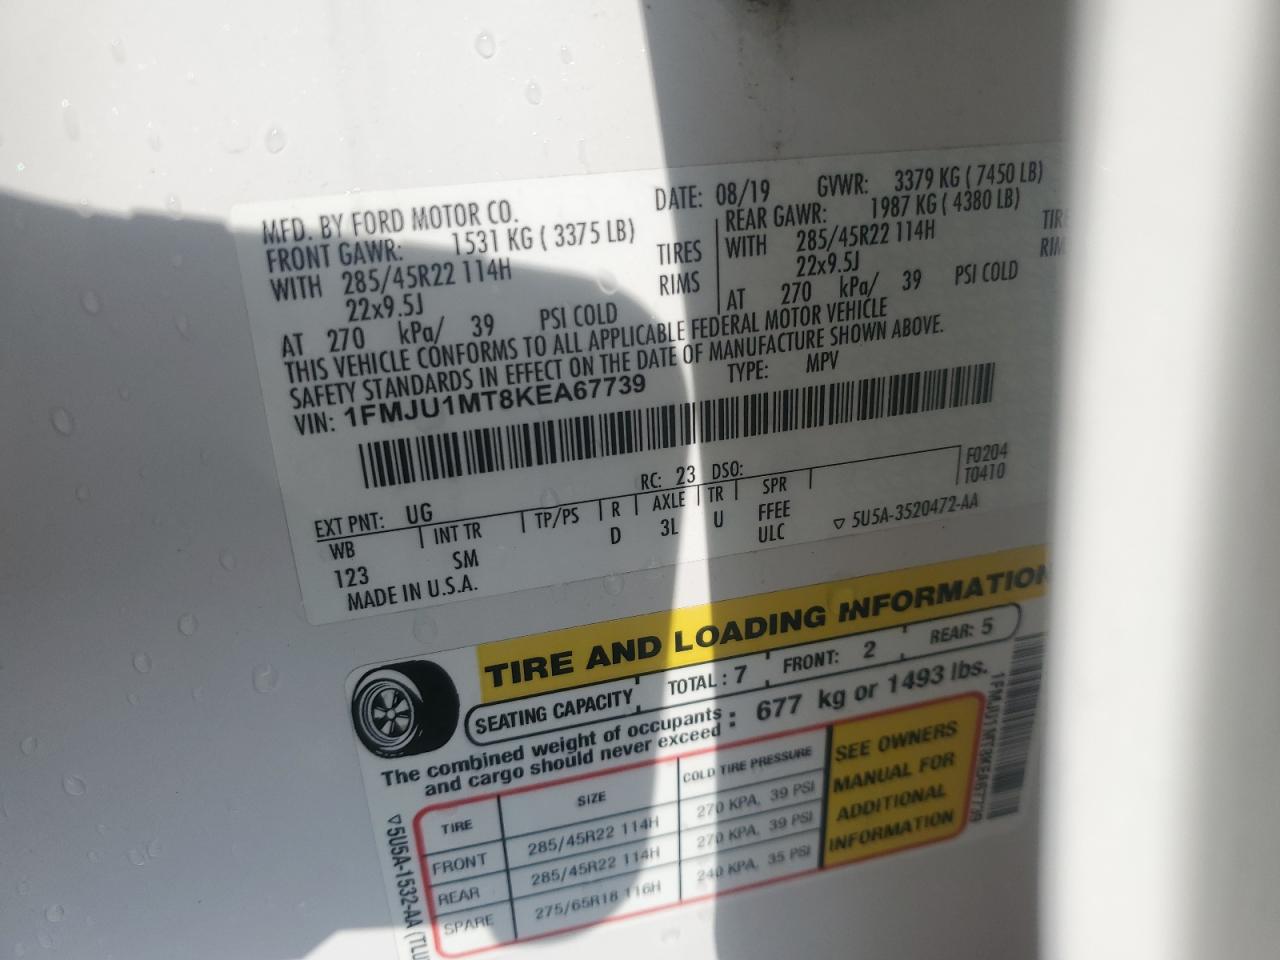 MFD. BY FORD MOTOR CO. DATE: 08/19 GVWR: 3379 KG ( 7450 LB)
FRONT GAWR: 1531 KG ( 3375 LB) REAR GAWR: 1987 KG ( 4380 LB)
WITH 285/45R22 114H TIRES WITH 285/45R22 114H
22x9.5J RIMS 22x9.5J
AT 270 kPa/ 39 PSI COLD AT 270 kPa/ 39 PSI COLD
THIS VEHICLE CONFORMS TO ALL APPLICABLE FEDERAL MOTOR VEHICLE
SAFETY STANDARDS IN EFFECT ON THE DATE OF MANUFACTURE SHOWN ABOVE.
VIN: 1FMJU1MT8KEA67739 TYPE: MPV
RC: 23 DSO: F0204
T0410
EXT PNT: UG
WB INT TR TP/PS R AXLE TR SPR
123 SM D 3L U FFEE
ULC
▽ 5U5A-3520472-AA
MADE IN U.S.A.
TIRE AND LOADING INFORMATION
SEATING CAPACITY TOTAL : 7 FRONT: 2 REAR: 5
The combined weight of occupants
and cargo should never exceed : 677 kg or 1493 lbs.
TIRE SIZE COLD TIRE PRESSURE
FRONT 285/45R22 114H 270 KPA, 39 PSI
REAR 285/45R22 114H 270 KPA, 39 PSI
SPARE 275/65R18 116H 240 KPA, 35 PSI
SEE OWNERS
MANUAL FOR
ADDITIONAL
INFORMATION
1FMJU1MT8KEA67739
▽5U5A-1532-AA